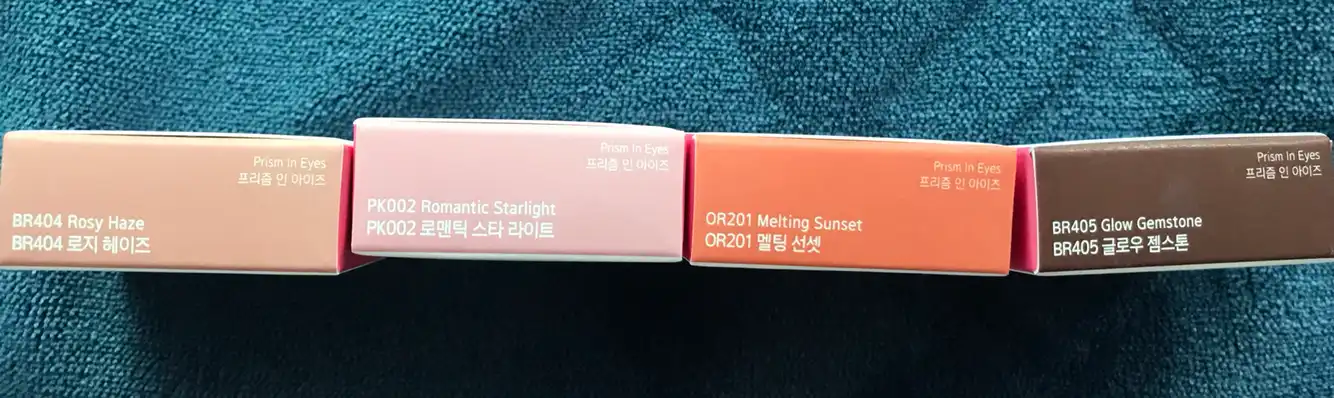 Prism In Eyes
프리즘 인 아이즈
BR404 Rosy Haze
BR404 로지 헤이즈
Prism In Eyes
프리즘 인 아이즈
PK002 Romantic Starlight
PK002 로맨틱 스타 라이트
Prism In Eyes
프리즘 인 아이즈
OR201 Melting Sunset
OR201 멜팅 선셋
Prism In Eyes
프리즘 인 아이즈
BR405 Glow Gemstone
BR405 글로우 젬스톤